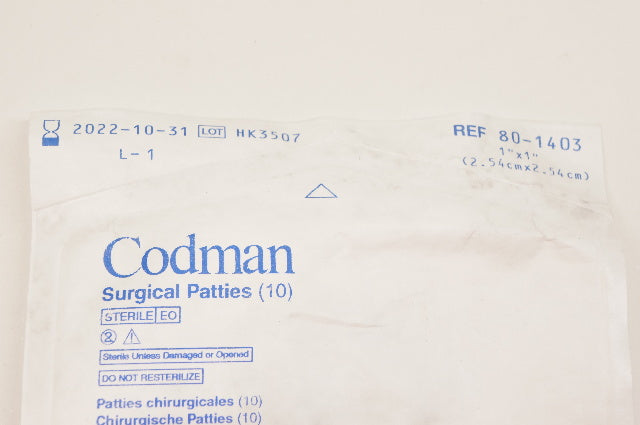 2022-10-31 LOT HK3507
L-1
REF 80-1403
1"x1"
(2.54cmx2.54cm)
Codman
Surgical Patties (10)
STERILE EO
2
Sterile Unless Damaged or Opened
DO NOT RESTERILIZE
Patties chirurgicales (10)
Chirurgische Patties (10)